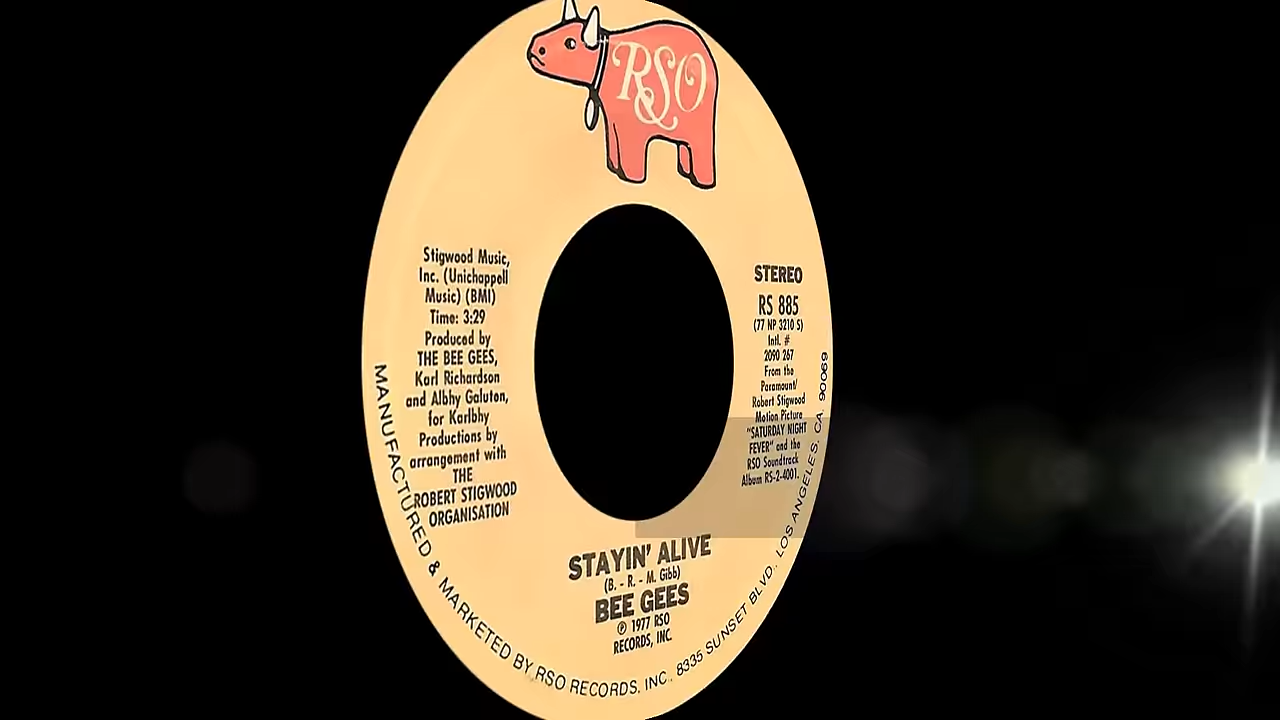 RSO
Stigwood Music,
Inc. (Unichappell
Music) (BMI)
Time: 3:29
Produced by
THE BEE GEES,
Karl Richardson
and Albhy Galuten,
for Karlbhy
Productions by
arrangement with
THE
ROBERT STIGWOOD
ORGANISATION
STEREO
RS 885
(77 NP 3210 S)
Intl. #
2090 267
From the
Paramount/
Robert Stigwood
Motion Picture
"SATURDAY NIGHT
FEVER" and the
RSO Soundtrack
Album RS-2-4001.
STAYIN' ALIVE
(B. - R. - M. Gibb)
BEE GEES
℗ 1977 RSO
RECORDS, INC.
MANUFACTURED & MARKETED BY RSO RECORDS, INC., 8335 SUNSET BLVD. LOS ANGELES, CA. 90069